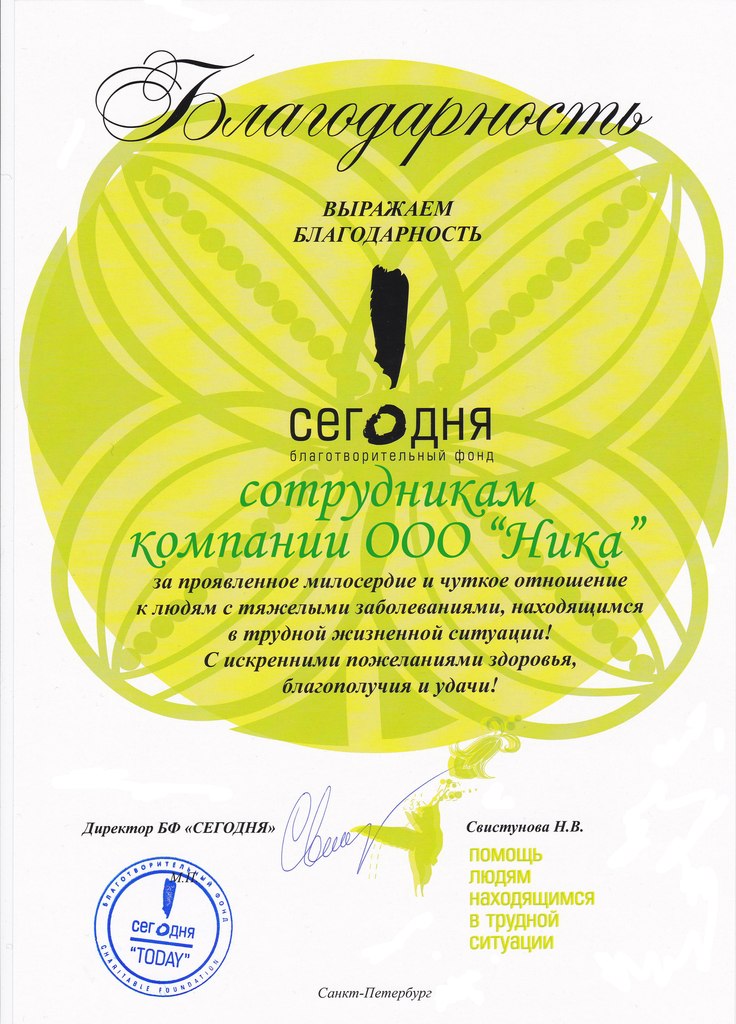 Благодарность
ВЫРАЖАЕМ
БЛАГОДАРНОСТЬ
сегодня
благотворительный фонд
сотрудникам
компании ООО “Ника”
за проявленное милосердие и чуткое отношение
к людям с тяжелыми заболеваниями, находящимся
в трудной жизненной ситуации!
С искренними пожеланиями здоровья,
благополучия и удачи!
Директор БФ «СЕГОДНЯ»
Свистунова Н.В.
ПОМОЩЬ
ЛЮДЯМ
НАХОДЯЩИМСЯ
В ТРУДНОЙ
СИТУАЦИИ
М.П
БЛАГОТВОРИТЕЛЬНЫЙ ФОНД
сегодня
“TODAY”
CHARITABLE FOUNDATION
Санкт-Петербург